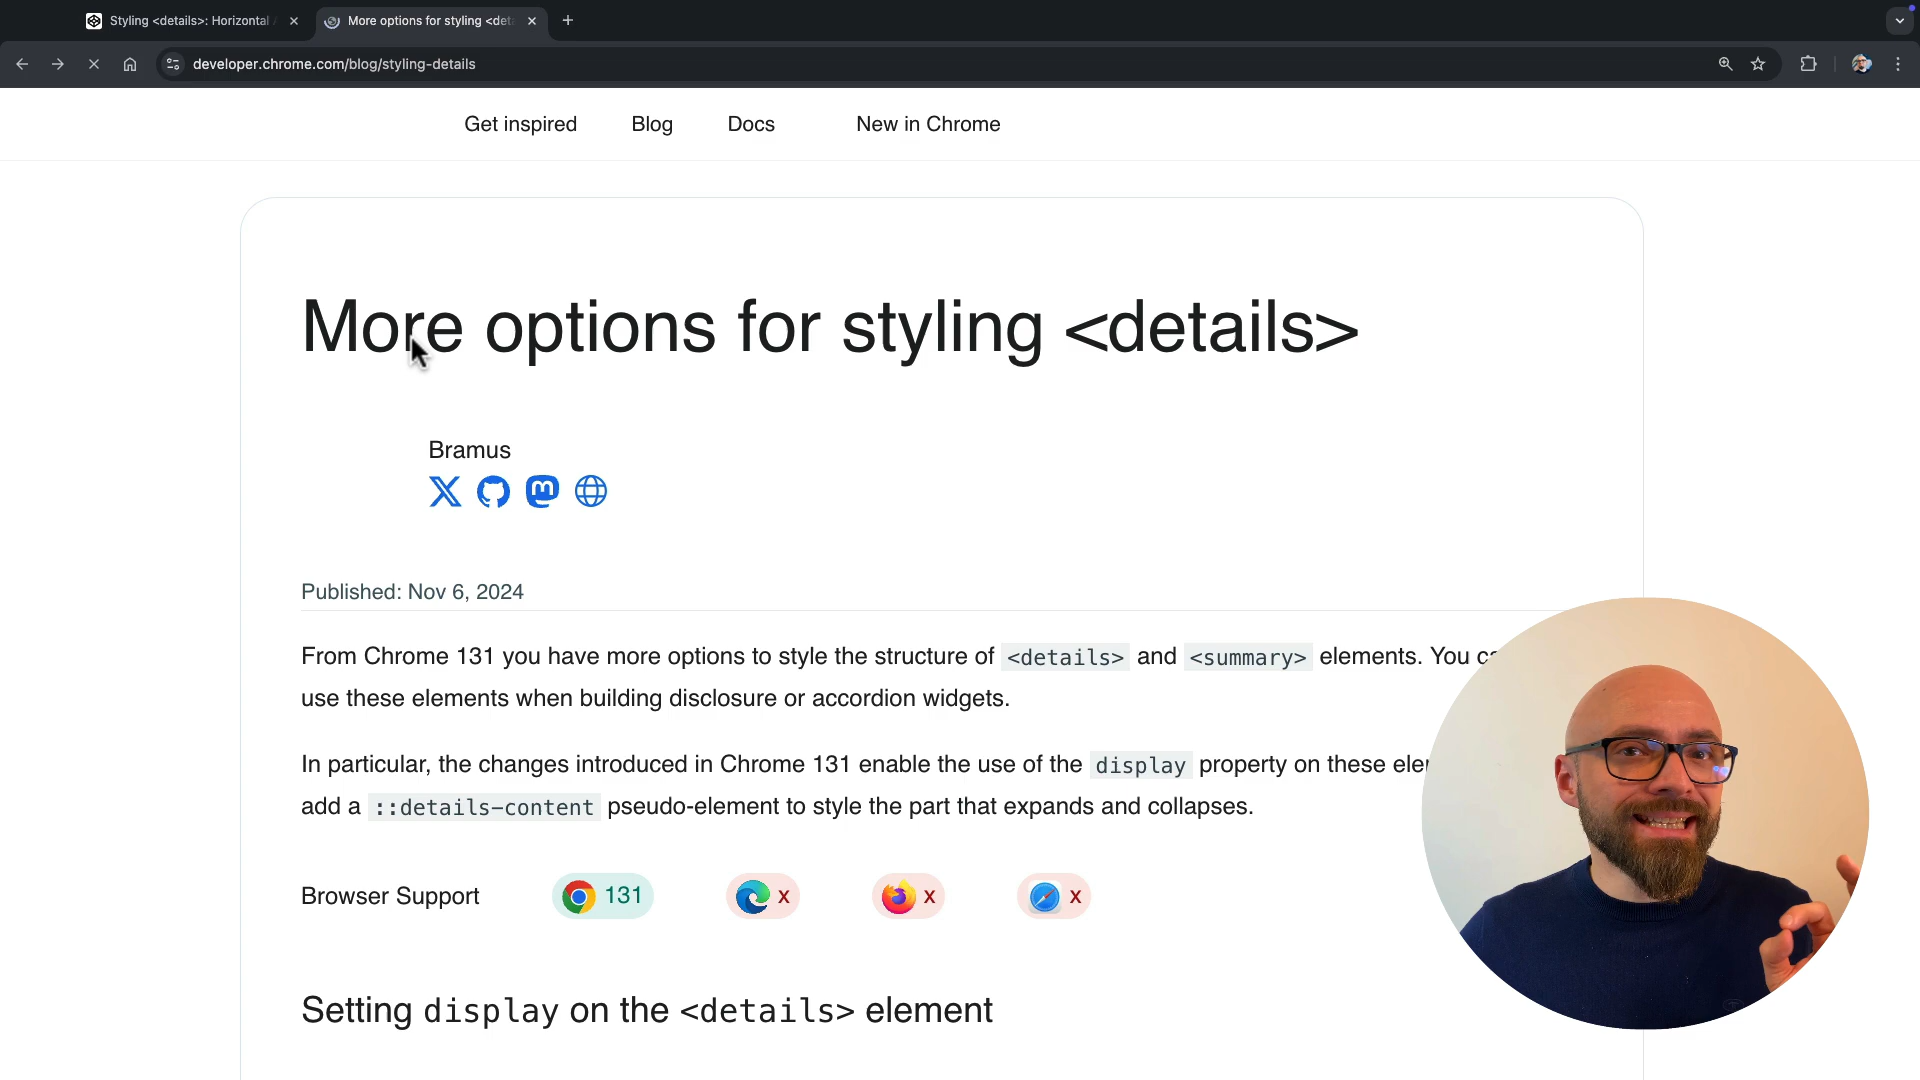 Styling <details>: Horizontal
More options for styling <det
developer.chrome.com/blog/styling-details
Get inspired Blog Docs New in Chrome
More options for styling <details>
Bramus
Published: Nov 6, 2024
From Chrome 131 you have more options to style the structure of <details> and <summary> elements. You
use these elements when building disclosure or accordion widgets.
In particular, the changes introduced in Chrome 131 enable the use of the display property on these
add a ::details-content pseudo-element to style the part that expands and collapses.
Browser Support 131 x x x
Setting display on the <details> element